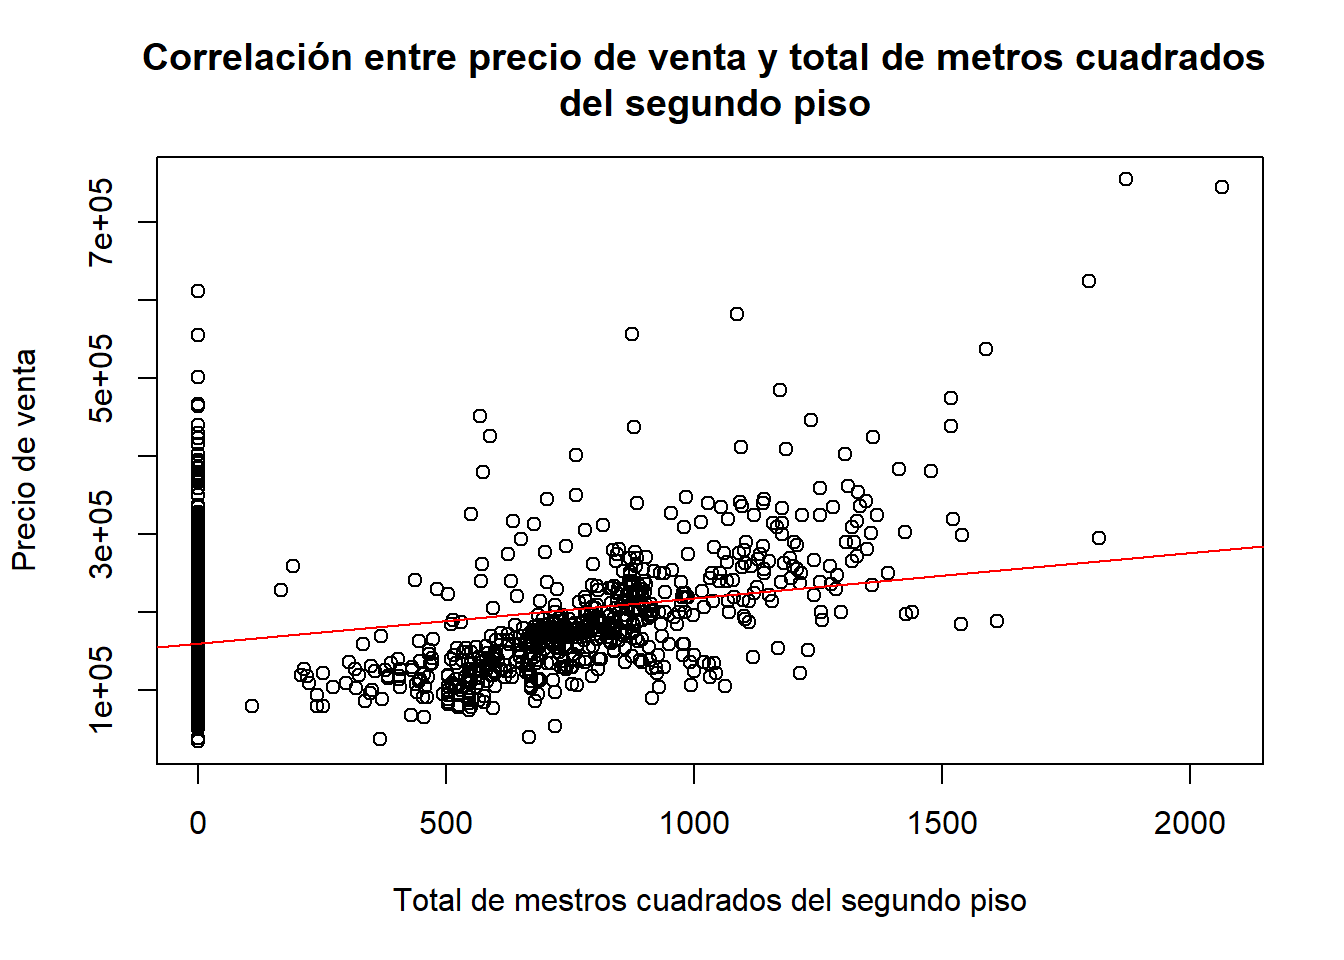 Correlación entre precio de venta y total de metros cuadrados
del segundo piso
Precio de venta
7e+05
5e+05
3e+05
1e+05
0 500 1000 1500 2000
Total de mestros cuadrados del segundo piso